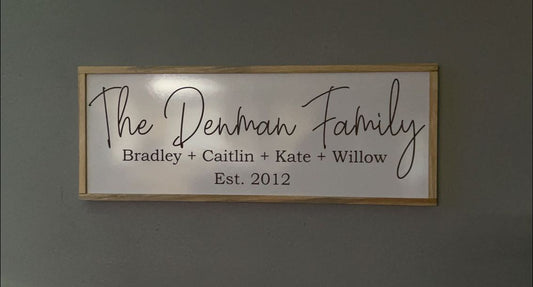 The Denman Family
Bradley + Caitlin + Kate + Willow
Est. 2012